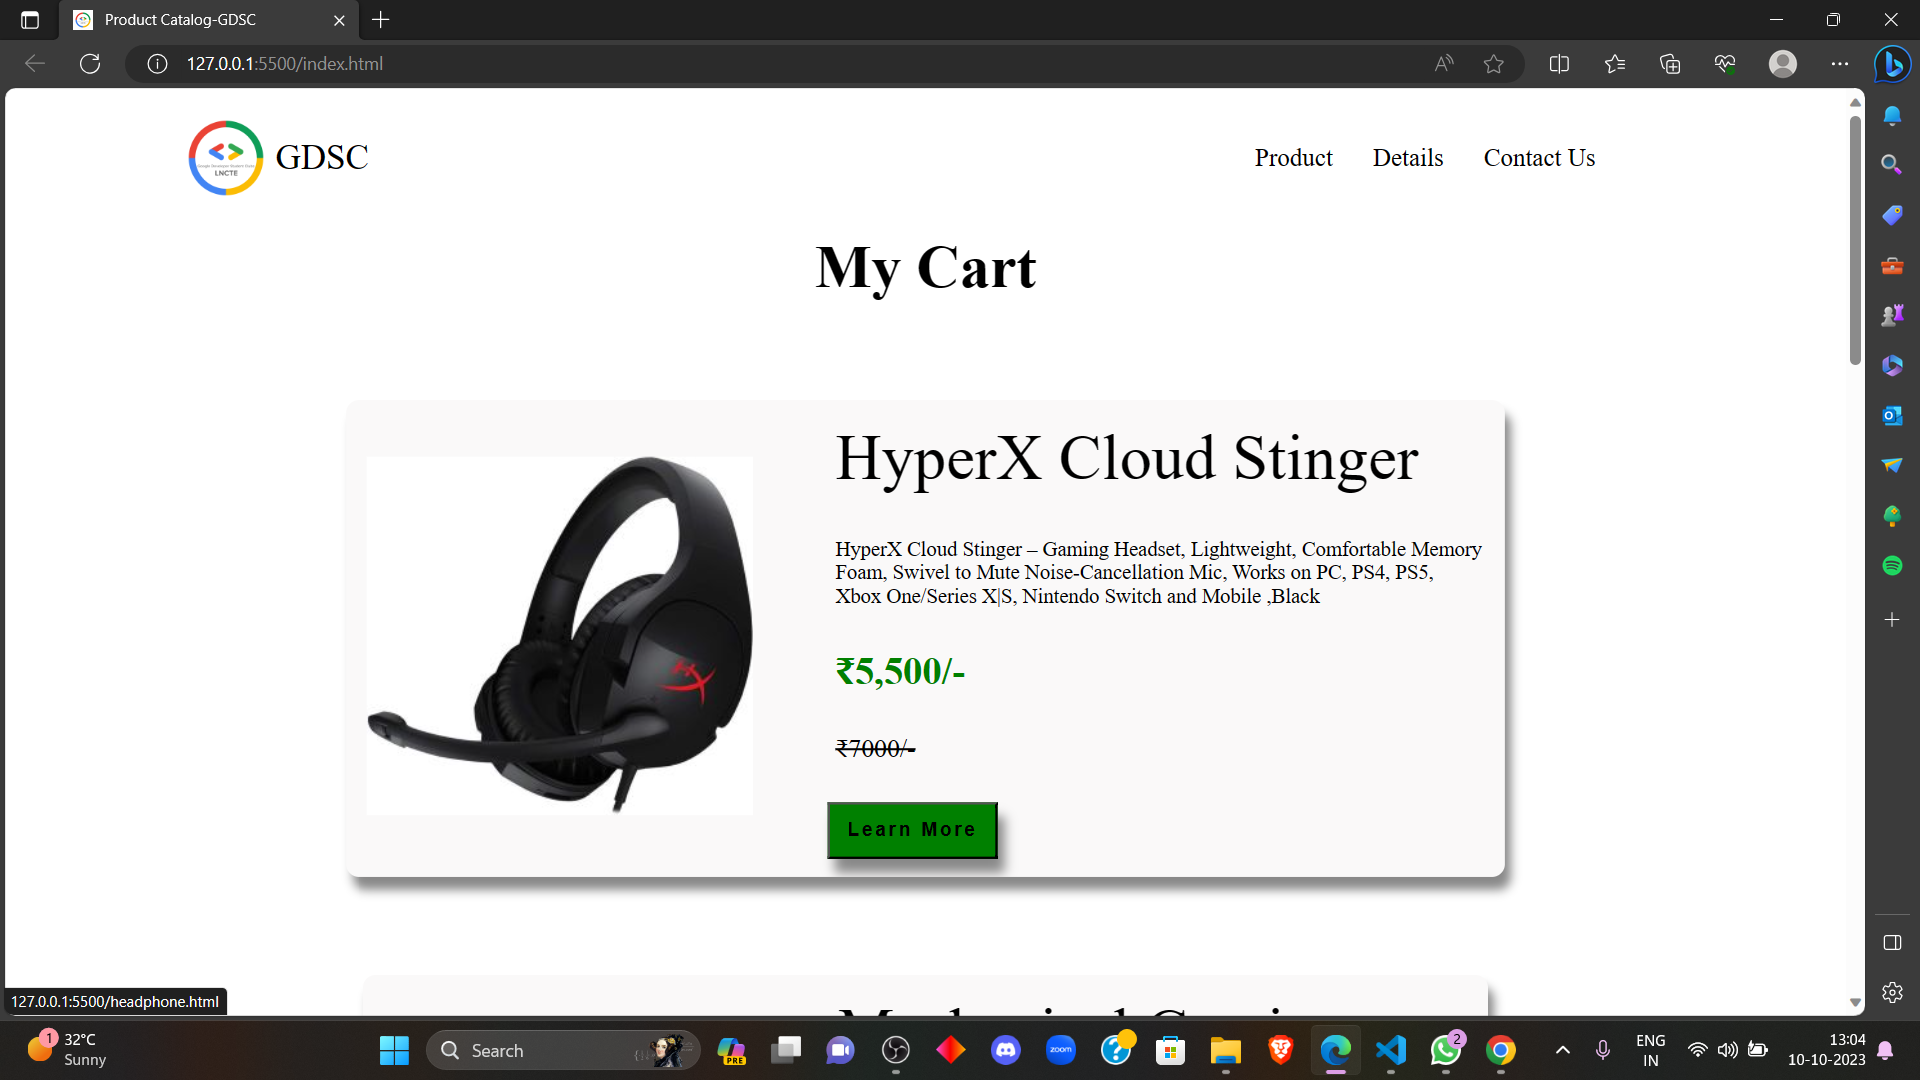 Product Catalog-GDSC
127.0.0.1:5500/index.html
LNCTE
GDSC
Product
Details
Contact Us
My Cart
HyperX Cloud Stinger
HyperX Cloud Stinger – Gaming Headset, Lightweight, Comfortable Memory
Foam, Swivel to Mute Noise-Cancellation Mic, Works on PC, PS4, PS5,
Xbox One/Series X|S, Nintendo Switch and Mobile ,Black
₹5,500/-
₹7000/-
Learn More
127.0.0.1:5500/headphone.html
1
32°C
Sunny
Search
PRE
zoom
2
ENG
IN
13:04
10-10-2023